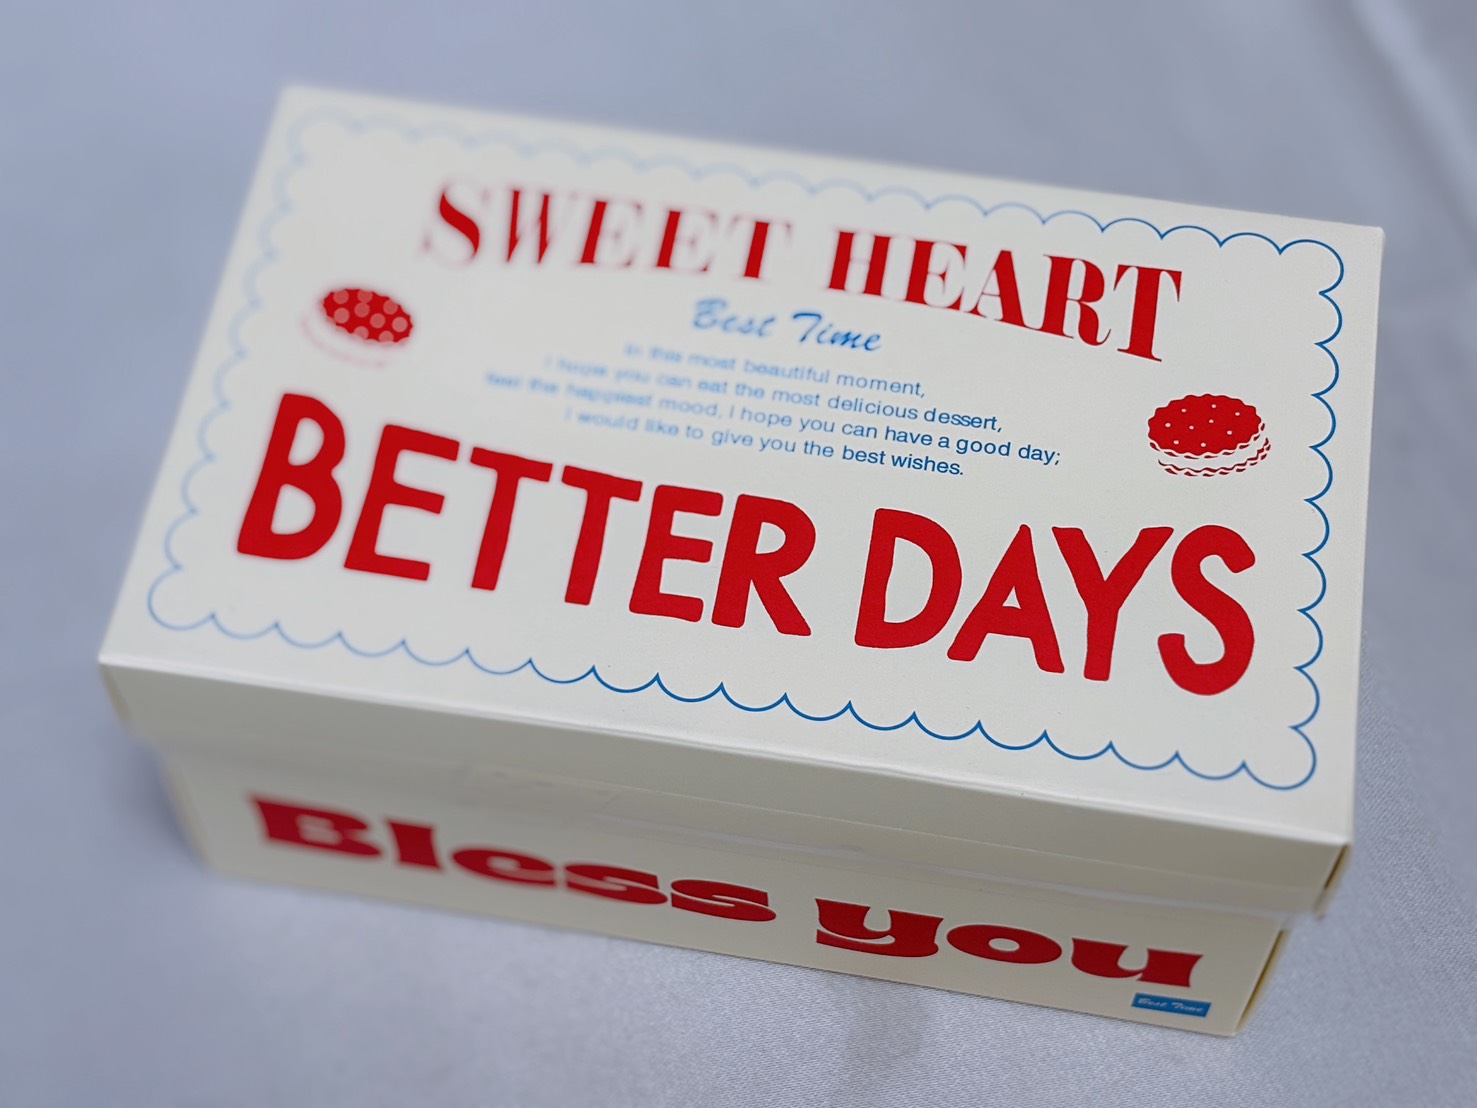 SWEET HEART
Best Time
In this most beautiful moment,
I hope you can eat the most delicious dessert,
feel the happiest mood, I hope you can have a good day;
I would like to give you the best wishes.
BETTER DAYS
Bless you
Best Time